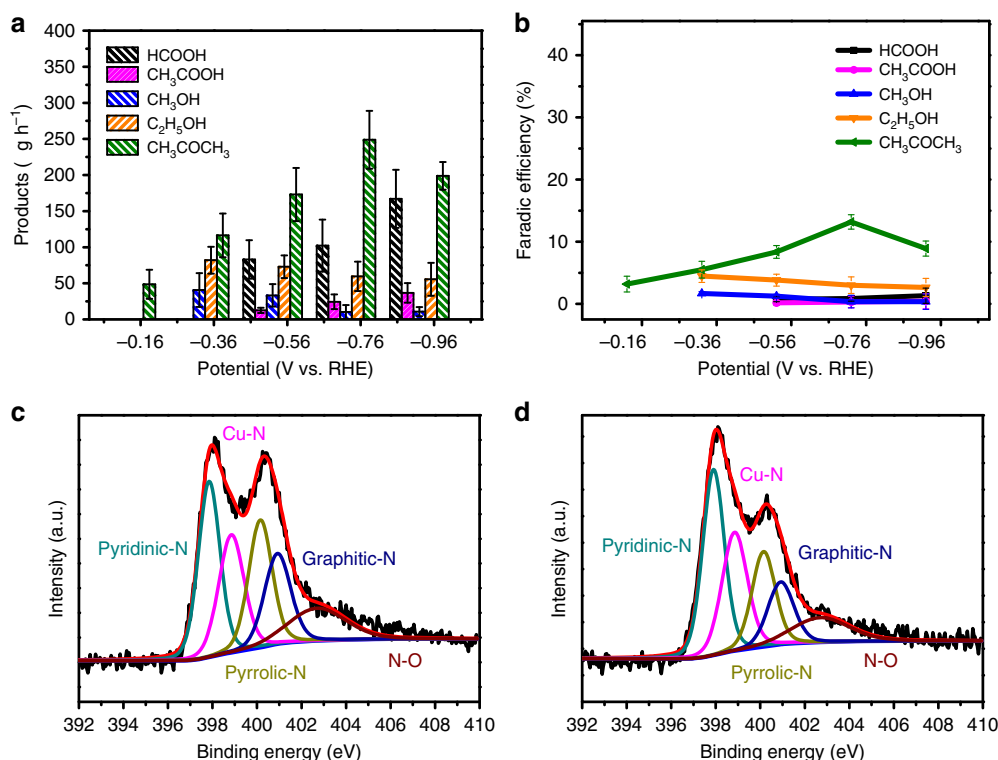 a
400
350
300
250
200
150
100
50
0
Products ( g h⁻¹)
HCOOH
CH₃COOH
CH₃OH
C₂H₅OH
CH₃COCH₃
−0.16 −0.36 −0.56 −0.76 −0.96
Potential (V vs. RHE)
b
40
30
20
10
0
Faradic efficiency (%)
HCOOH
CH₃COOH
CH₃OH
C₂H₅OH
CH₃COCH₃
−0.16 −0.36 −0.56 −0.76 −0.96
Potential (V vs. RHE)
c
Intensity (a.u.)
Cu-N
Pyridinic-N
Graphitic-N
Pyrrolic-N
N-O
392 394 396 398 400 402 404 406 408 410
Binding energy (eV)
d
Intensity (a.u.)
Cu-N
Pyridinic-N
Graphitic-N
Pyrrolic-N
N-O
392 394 396 398 400 402 404 406 408 410
Binding energy (eV)